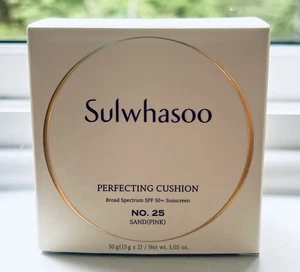 Sulwhasoo
PERFECTING CUSHION
Broad Spectrum SPF 50+ Sunscreen
NO. 25
SAND(PINK)
30 g(15 g x 2) / Net wt. 1.05 oz.